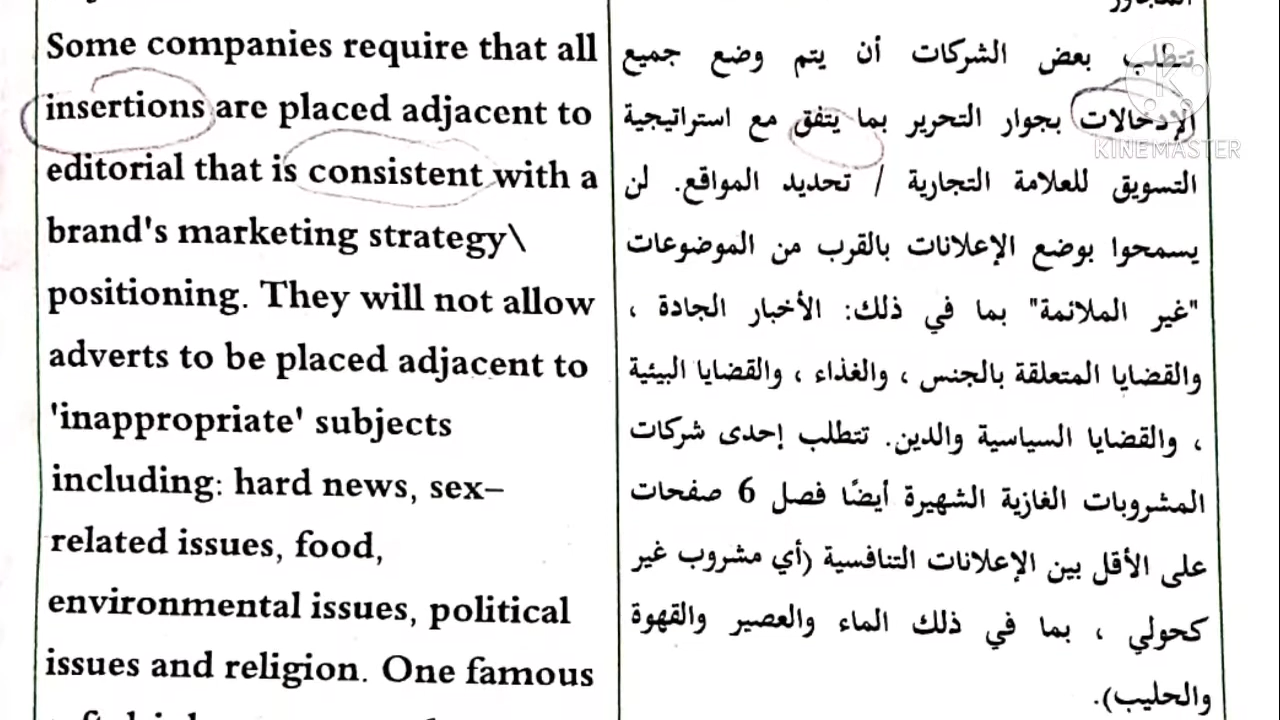 Some companies require that all
insertions are placed adjacent to
editorial that is consistent with a
brand's marketing strategy\
positioning. They will not allow
adverts to be placed adjacent to
'inappropriate' subjects
including: hard news, sex–
related issues, food,
environmental issues, political
issues and religion. One famous
تتطلب بعض الشركات أن يتم وضع جميع
الإدخالات بجوار التحرير بما يتفق مع استراتيجية
التسويق للعلامة التجارية / تحديد المواقع. لن
يسمحوا بوضع الإعلانات بالقرب من الموضوعات
"غير الملائمة" بما في ذلك: الأخبار الجادة ،
والقضايا المتعلقة بالجنس ، والغذاء ، والقضايا البيئية
، والقضايا السياسية والدين. تتطلب إحدى شركات
المشروبات الغازية الشهيرة أيضًا فصل 6 صفحات
على الأقل بين الإعلانات التنافسية (أي مشروب غير
كحولي ، بما في ذلك الماء والعصير والقهوة
والحليب).
K
KINEMASTER